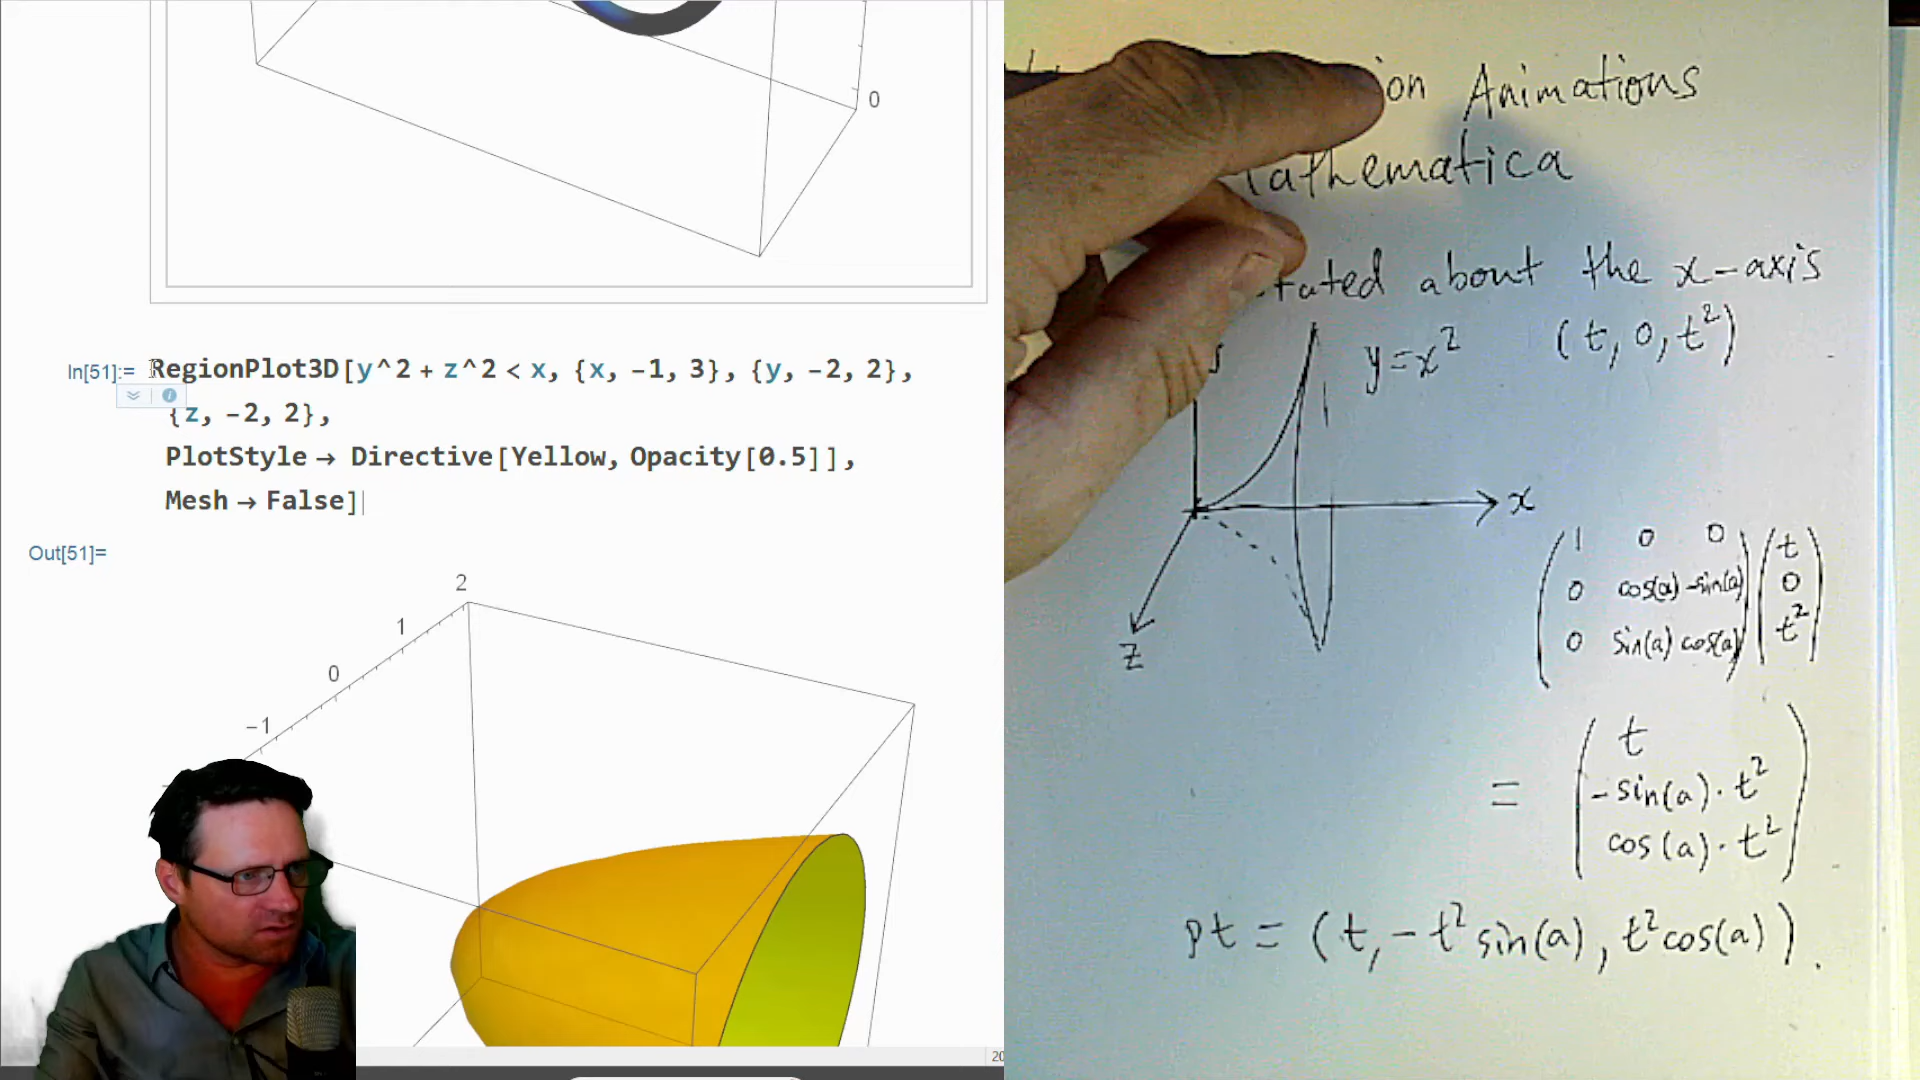 0
In[51]:= RegionPlot3D[y^2 + z^2 < x, {x, -1, 3}, {y, -2, 2},
{z, -2, 2},
PlotStyle → Directive[Yellow, Opacity[0.5]],
Mesh → False]
Out[51]=
2
1
0
-1
20
on Animations
athematica
tated about the x-axis
y=x² (t, 0, t²)
x
z
( 1 0 0 ) ( t )
( 0 cos(a) -sin(a) ) ( 0 )
( 0 sin(a) cos(a) ) ( t² )
= ( t )
( -sin(a)·t² )
( cos(a)·t² )
pt = (t, -t² sin(a), t² cos(a)).